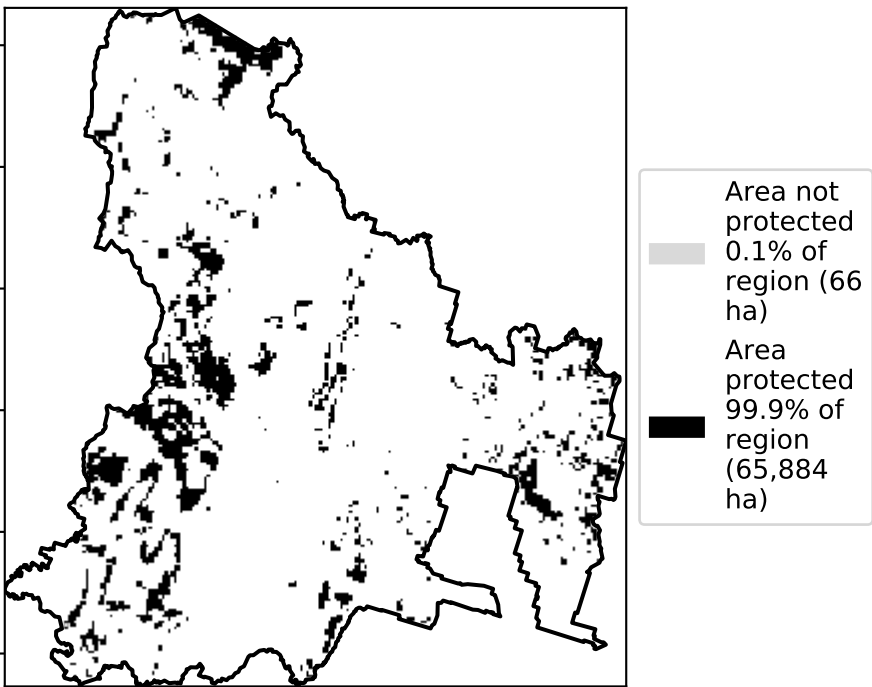 Area not
protected
0.1% of
region (66
ha)
Area
protected
99.9% of
region
(65,884
ha)